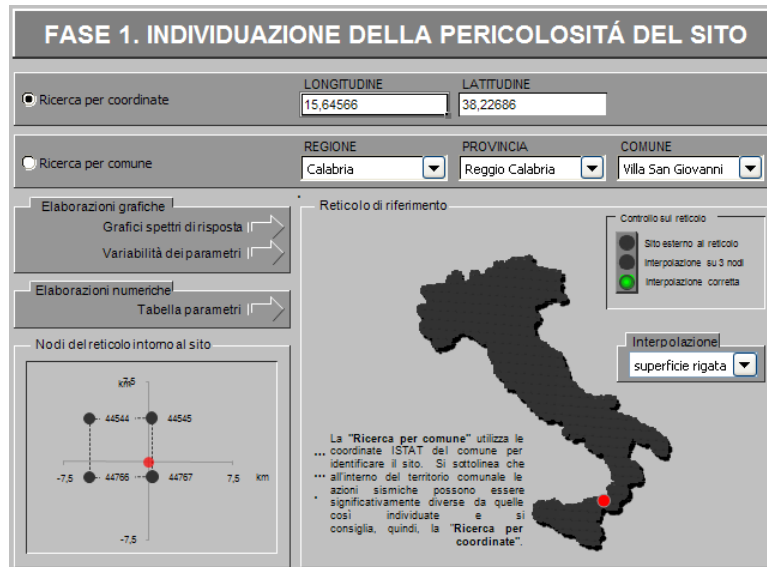 FASE 1. INDIVIDUAZIONE DELLA PERICOLOSITÁ DEL SITO
LONGITUDINE LATITUDINE
Ricerca per coordinate 15,64566 38,22686
REGIONE PROVINCIA COMUNE
Ricerca per comune Calabria Reggio Calabria Villa San Giovanni
Elaborazioni grafiche
Grafici spettri di risposta
Variabilità dei parametri
Elaborazioni numeriche
Tabella parametri
Nodi del reticolo intorno al sito
km 7,5
44544 44545
-7,5 44766 44767 7,5 km
-7,5
Reticolo di riferimento
Controllo sul reticolo
Sito esterno al reticolo
Interpolazione su 3 nodi
Interpolazione corretta
Interpolazione
superficie rigata
La "Ricerca per comune" utilizza le
coordinate ISTAT del comune per
identificare il sito. Si sottolinea che
all'interno del territorio comunale le
azioni sismiche possono essere
significativamente diverse da quelle
così individuate e si
consiglia, quindi, la "Ricerca per
coordinate".